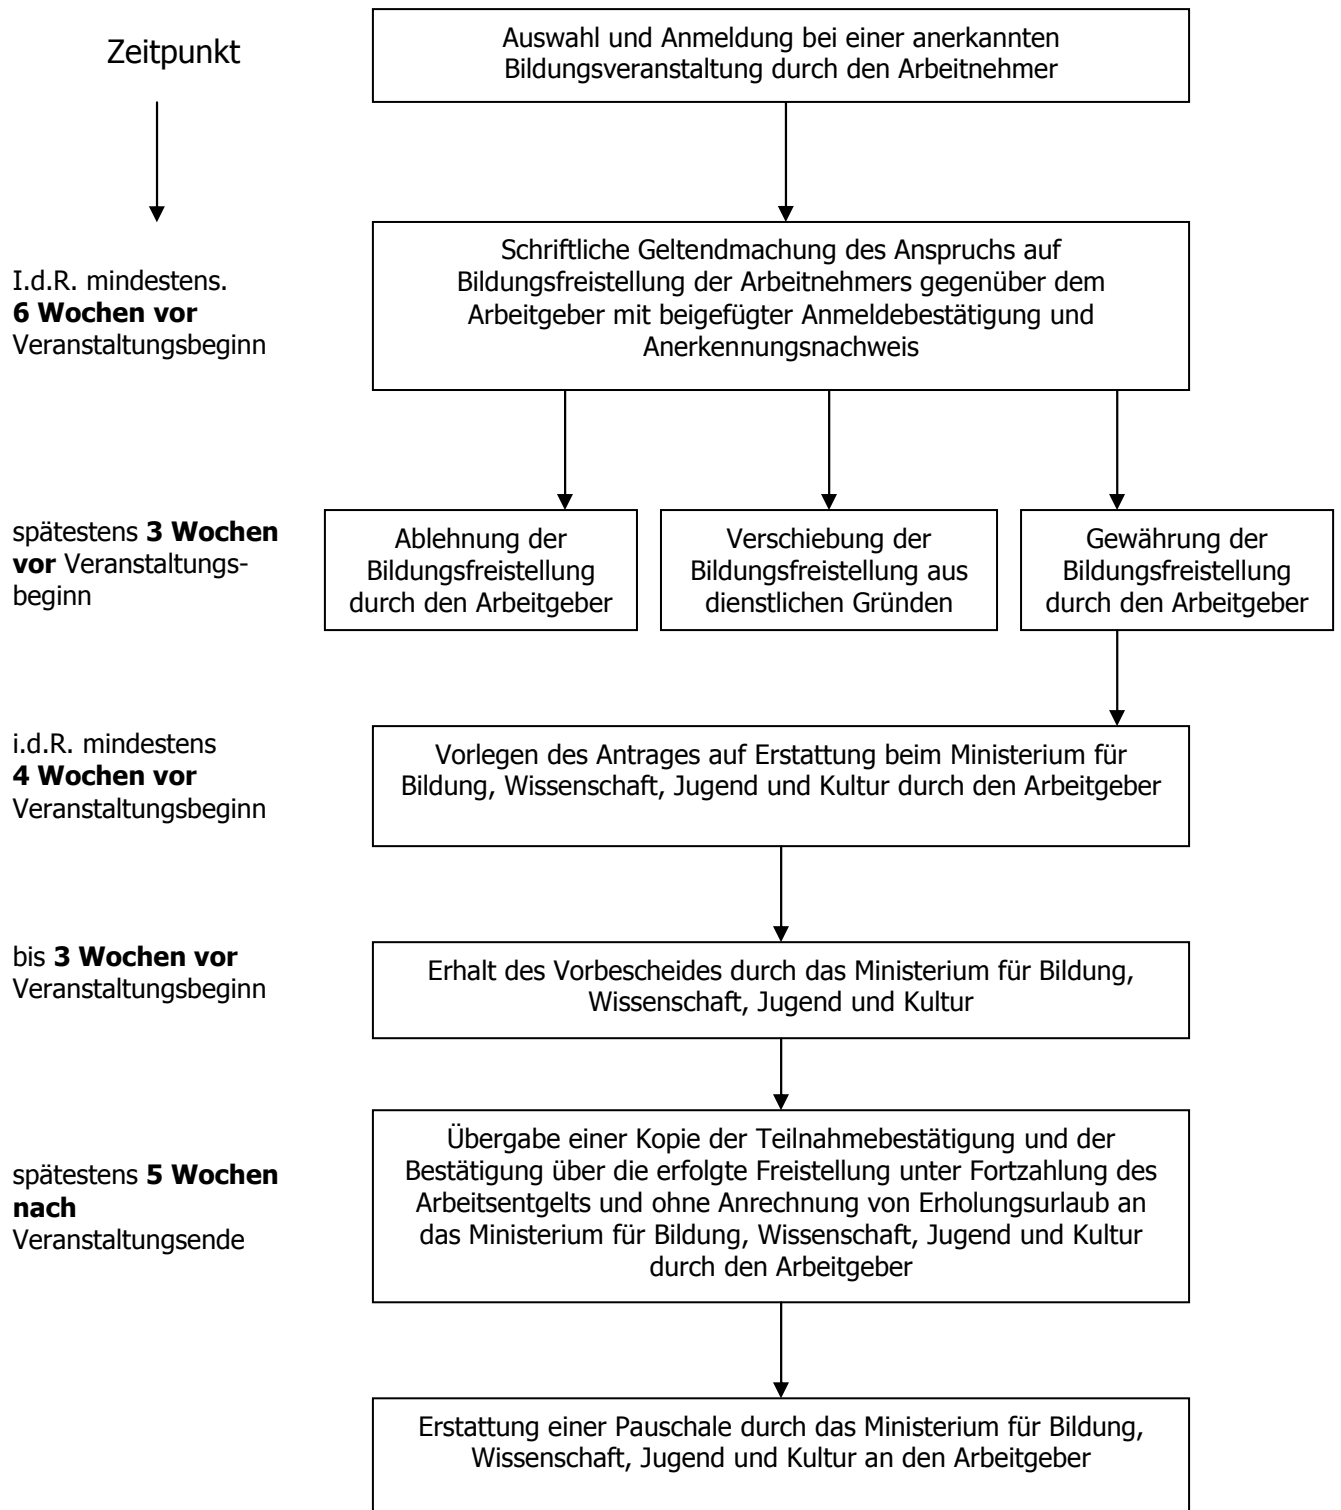 Zeitpunkt
Auswahl und Anmeldung bei einer anerkannten
Bildungsveranstaltung durch den Arbeitnehmer
I.d.R. mindestens.
6 Wochen vor
Veranstaltungsbeginn
Schriftliche Geltendmachung des Anspruchs auf
Bildungsfreistellung der Arbeitnehmers gegenüber dem
Arbeitgeber mit beigefügter Anmeldebestätigung und
Anerkennungsnachweis
spätestens 3 Wochen
vor Veranstaltungs-
beginn
Ablehnung der
Bildungsfreistellung
durch den Arbeitgeber
Verschiebung der
Bildungsfreistellung aus
dienstlichen Gründen
Gewährung der
Bildungsfreistellung
durch den Arbeitgeber
i.d.R. mindestens
4 Wochen vor
Veranstaltungsbeginn
Vorlegen des Antrages auf Erstattung beim Ministerium für
Bildung, Wissenschaft, Jugend und Kultur durch den Arbeitgeber
bis 3 Wochen vor
Veranstaltungsbeginn
Erhalt des Vorbescheides durch das Ministerium für Bildung,
Wissenschaft, Jugend und Kultur
spätestens 5 Wochen
nach
Veranstaltungsende
Übergabe einer Kopie der Teilnahmebestätigung und der
Bestätigung über die erfolgte Freistellung unter Fortzahlung des
Arbeitsentgelts und ohne Anrechnung von Erholungsurlaub an
das Ministerium für Bildung, Wissenschaft, Jugend und Kultur
durch den Arbeitgeber
Erstattung einer Pauschale durch das Ministerium für Bildung,
Wissenschaft, Jugend und Kultur an den Arbeitgeber